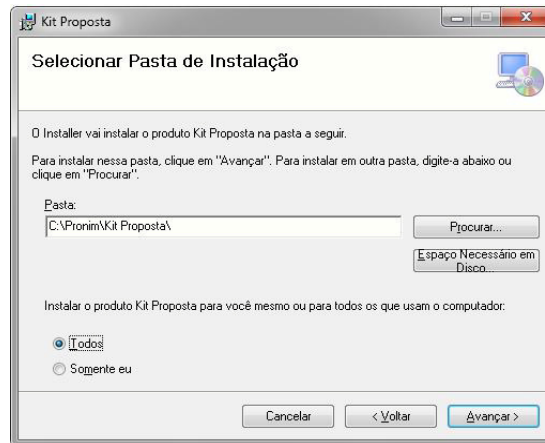 Kit Proposta
Selecionar Pasta de Instalação
O Installer vai instalar o produto Kit Proposta na pasta a seguir.
Para instalar nessa pasta, clique em "Avançar". Para instalar em outra pasta, digite-a abaixo ou
clique em "Procurar".
Pasta:
C:\Pronim\Kit Proposta\
Procurar...
Espaço Necessário em
Disco...
Instalar o produto Kit Proposta para você mesmo ou para todos os que usam o computador:
Todos
Somente eu
Cancelar
< Voltar
Avançar >